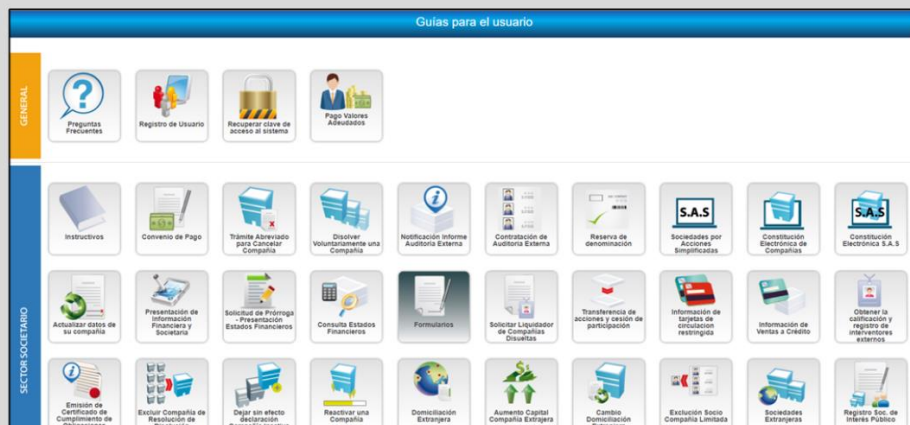 Guías para el usuario
GENERAL
Preguntas
Frecuentes
Registro de Usuario
Recuperar clave de
acceso al sistema
Pago Valores
Adeudados
SECTOR SOCIETARIO
Instructivos
Convenio de Pago
Trámite Abreviado
para Cancelar
Compañía
Disolver
Voluntariamente una
Compañía
Notificación Informe
Auditoria Externa
Contratación de
Auditoria Externa
Reserva de
denominación
S.A.S
Sociedades por
Acciones
Simplificadas
Constitución
Electrónica de
Compañías
S.A.S
Constitución
Electrónica S.A.S
Actualizar datos de
su compañía
Presentación de
Información
Financiera y
Societaria
Solicitud de Prórroga
- Presentación
Estados Financieros
Consulta Estados
Financieros
Formularios
Solicitar Liquidador
de Compañías
Disueltas
Transferencia de
acciones y cesión de
participación
Información de
tarjetas de
circulacion
restringida
Información de
Ventas a Crédito
Obtener la
calificación y
registro de
interventores
externos
Emisión de
Certificado de
Cumplimiento de
Excluir Compañía de
Resolución de
Dejar sin efecto
declaración
Reactivar una
Compañía
Domiciliación
Extranjera
Aumento Capital
Compañía Extrajera
Cambio
Domiciliación
Exclusión Socio
Compañía Limitada
Sociedades
Extranjeras
Registro Soc. de
Interés Público